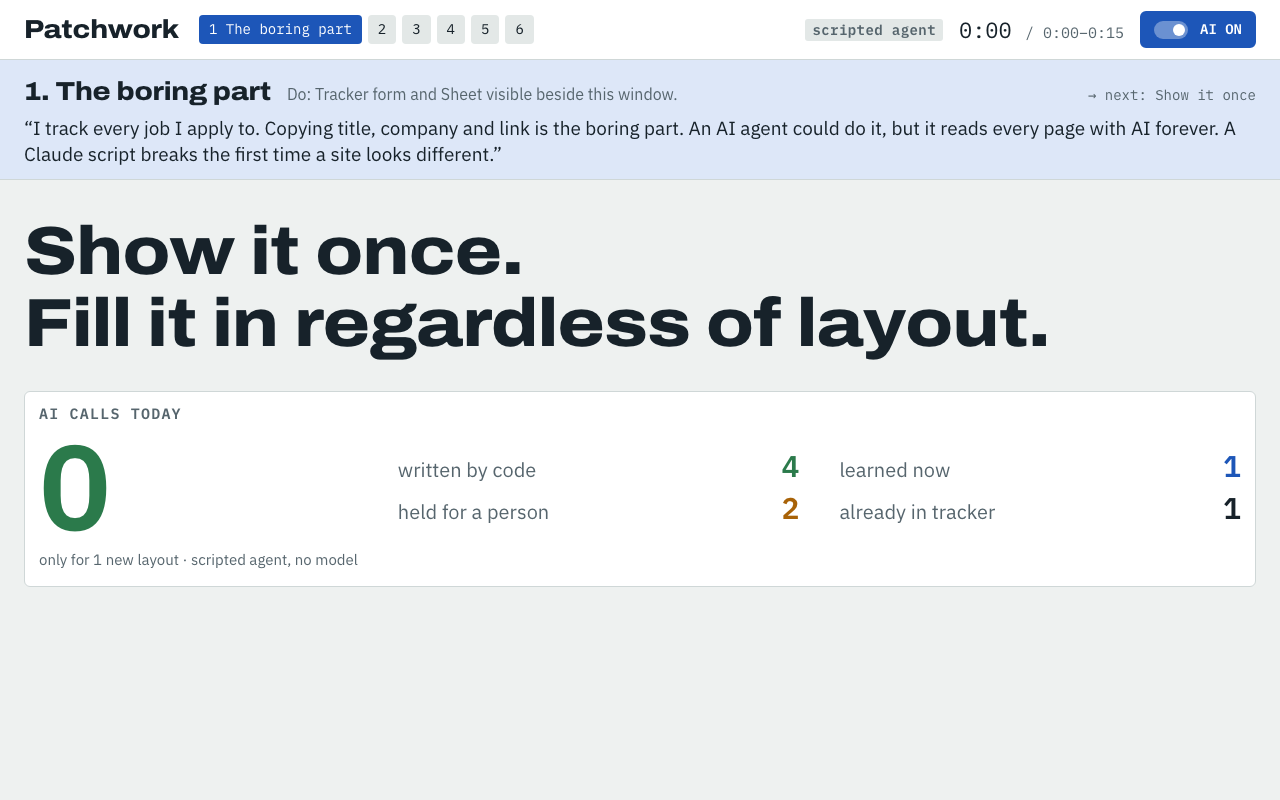 Patchwork
1 The boring part
2
3
4
5
6
scripted agent
0:00 / 0:00–0:15
AI ON
1. The boring part
Do: Tracker form and Sheet visible beside this window.
→ next: Show it once
“I track every job I apply to. Copying title, company and link is the boring part. An AI agent could do it, but it reads every page with AI forever. A
Claude script breaks the first time a site looks different.”
Show it once.
Fill it in regardless of layout.
AI CALLS TODAY
0
written by code 4
learned now 1
held for a person 2
already in tracker 1
only for 1 new layout · scripted agent, no model